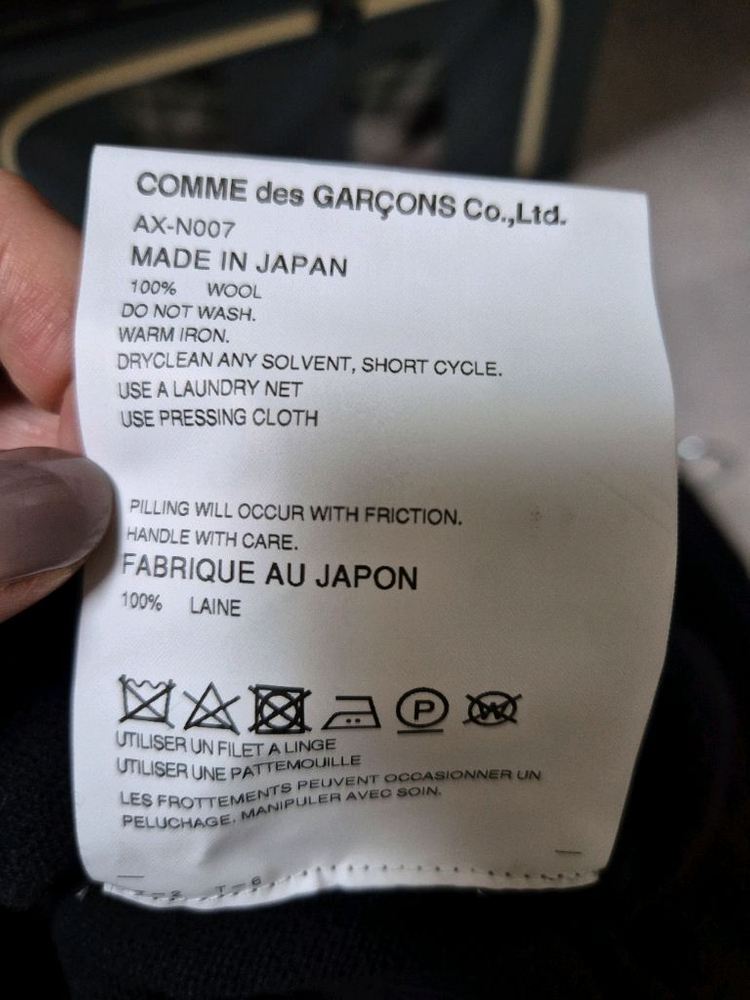 COMME des GARÇONS Co.,Ltd.
AX-N007
MADE IN JAPAN
100% WOOL
DO NOT WASH.
WARM IRON.
DRYCLEAN ANY SOLVENT, SHORT CYCLE.
USE A LAUNDRY NET
USE PRESSING CLOTH
PILLING WILL OCCUR WITH FRICTION.
HANDLE WITH CARE.
FABRIQUE AU JAPON
100% LAINE
P W
UTILISER UN FILET A LINGE
UTILISER UNE PATTEMOUILLE
LES FROTTEMENTS PEUVENT OCCASIONNER UN
PELUCHAGE. MANIPULER AVEC SOIN.